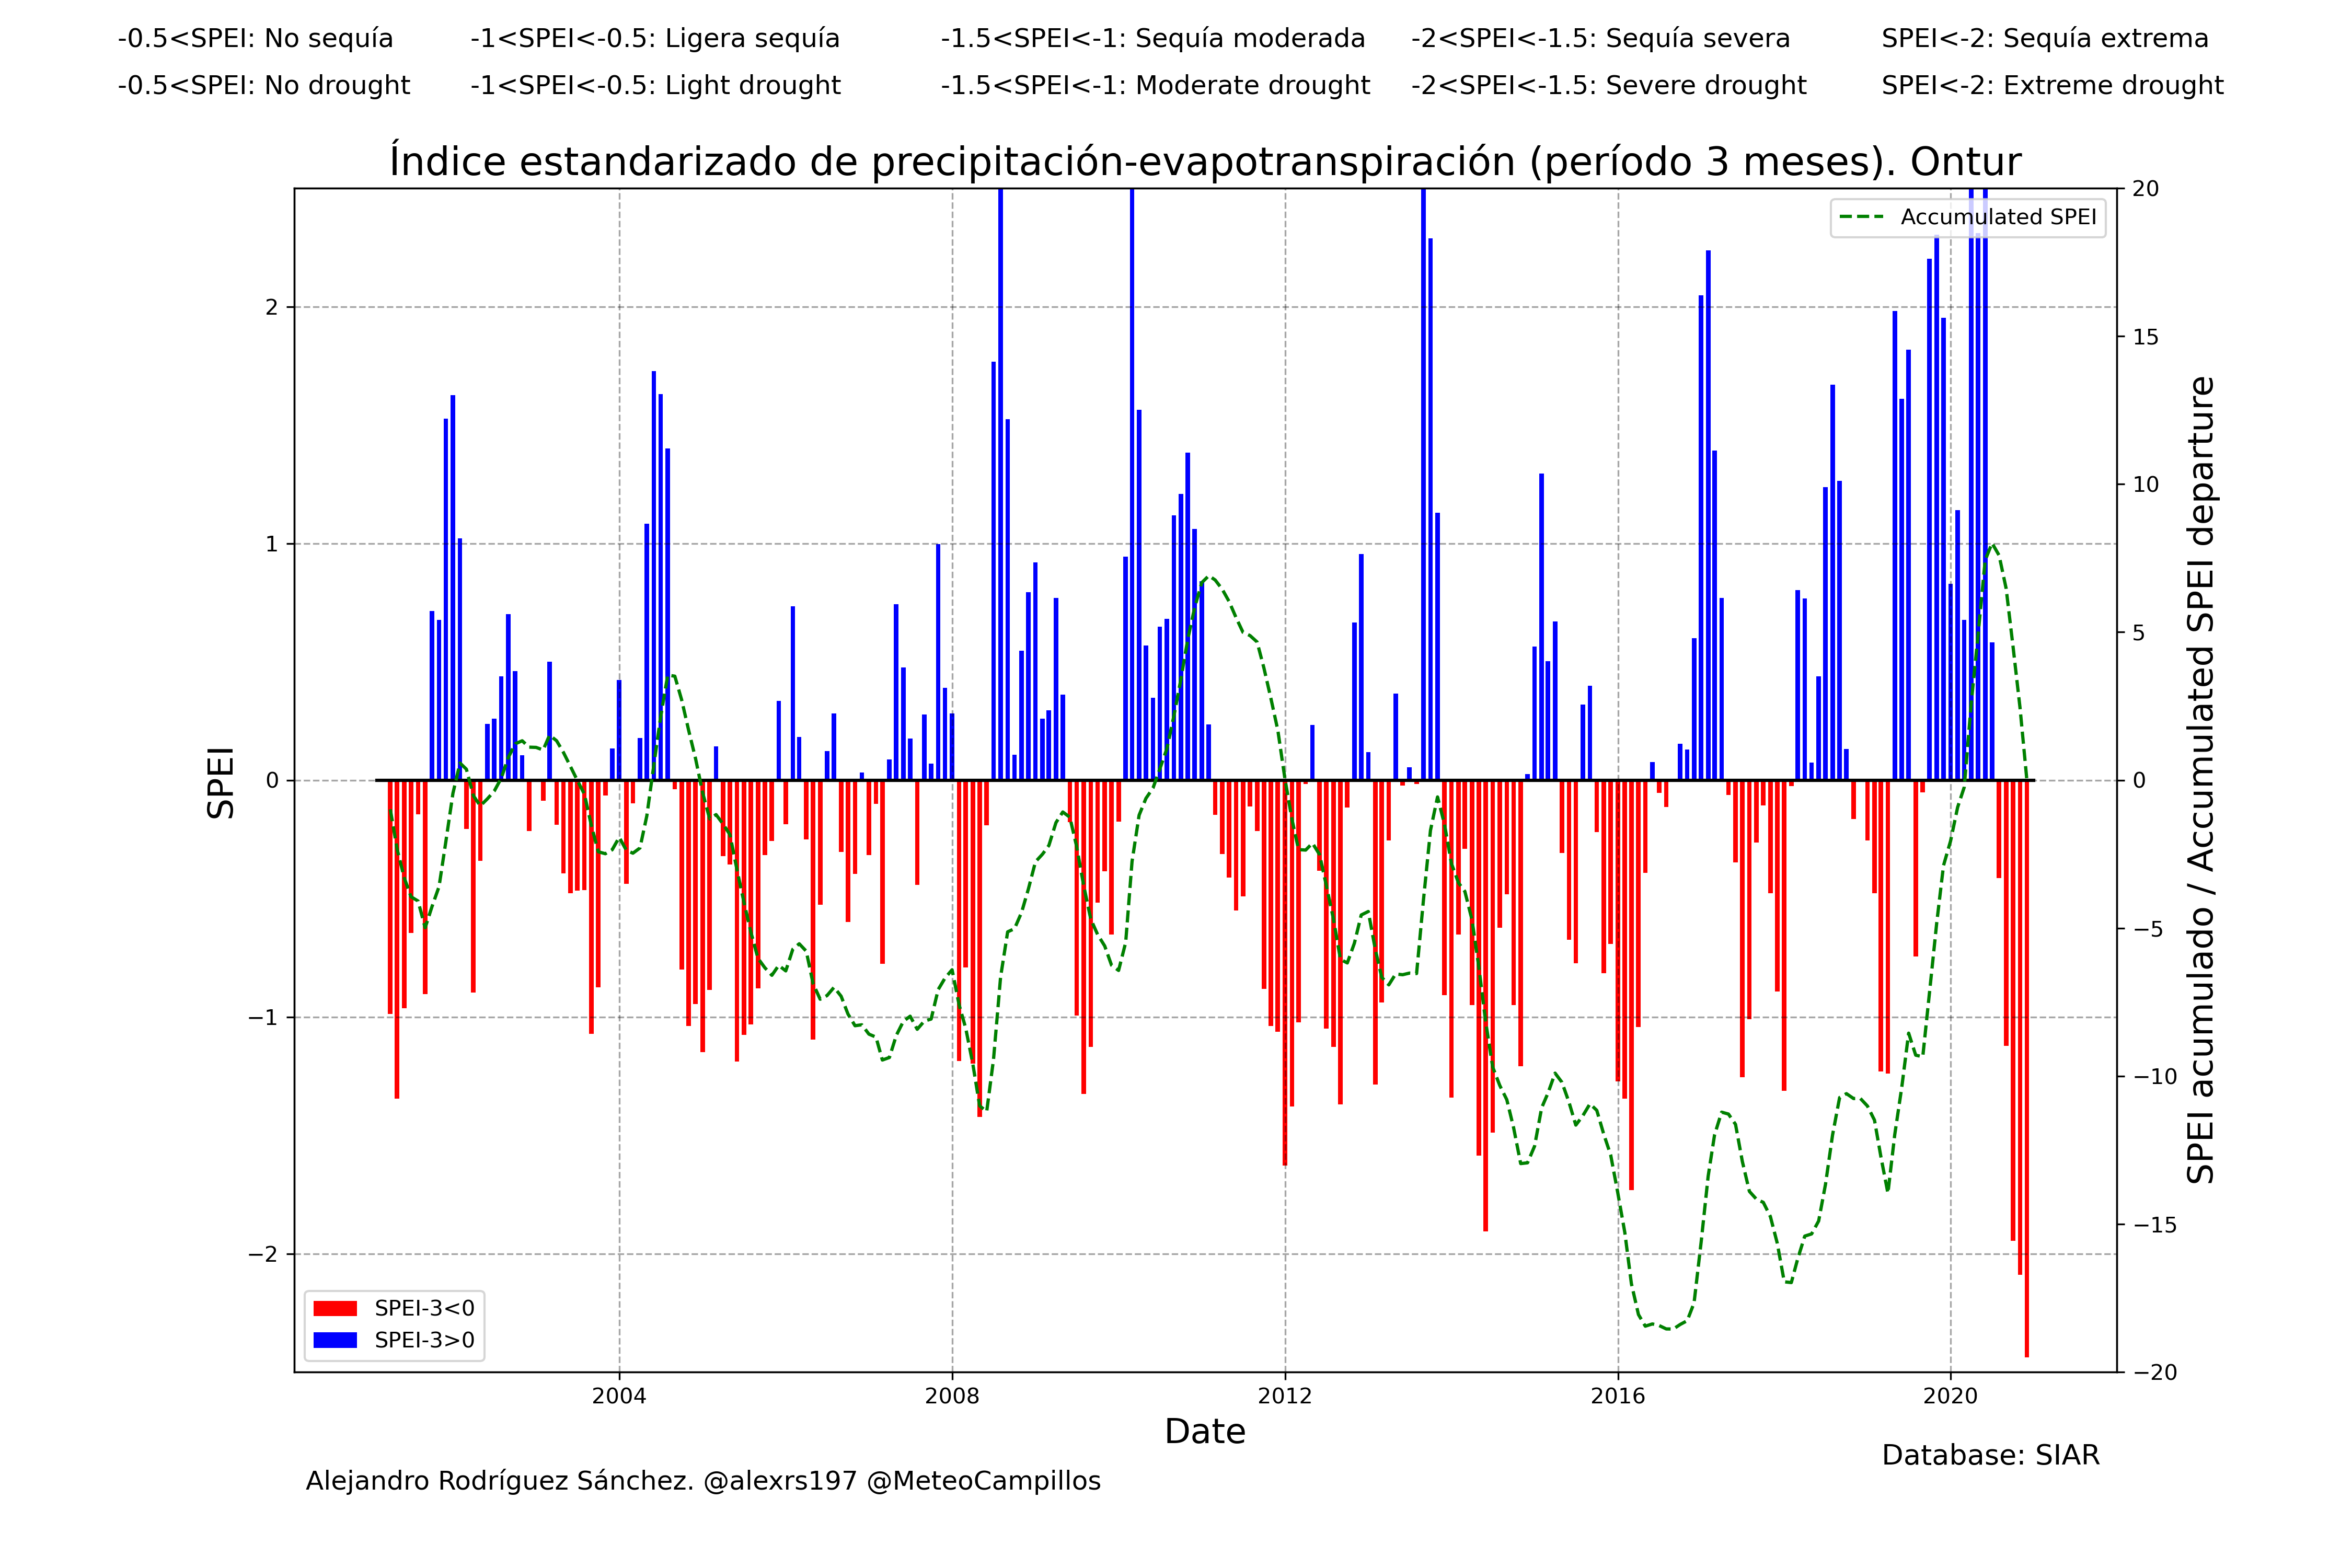 -0.5<SPEI: No sequía -1<SPEI<-0.5: Ligera sequía -1.5<SPEI<-1: Sequía moderada -2<SPEI<-1.5: Sequía severa SPEI<-2: Sequía extrema
-0.5<SPEI: No drought -1<SPEI<-0.5: Light drought -1.5<SPEI<-1: Moderate drought -2<SPEI<-1.5: Severe drought SPEI<-2: Extreme drought
Índice estandarizado de precipitación-evapotranspiración (período 3 meses). Ontur
Accumulated SPEI
SPEI
2
1
0
−1
−2
20
15
10
5
0
−5
−10
−15
−20
SPEI acumulado / Accumulated SPEI departure
SPEI-3<0
SPEI-3>0
2004 2008 2012 2016 2020
Date
Database: SIAR
Alejandro Rodríguez Sánchez. @alexrs197 @MeteoCampillos